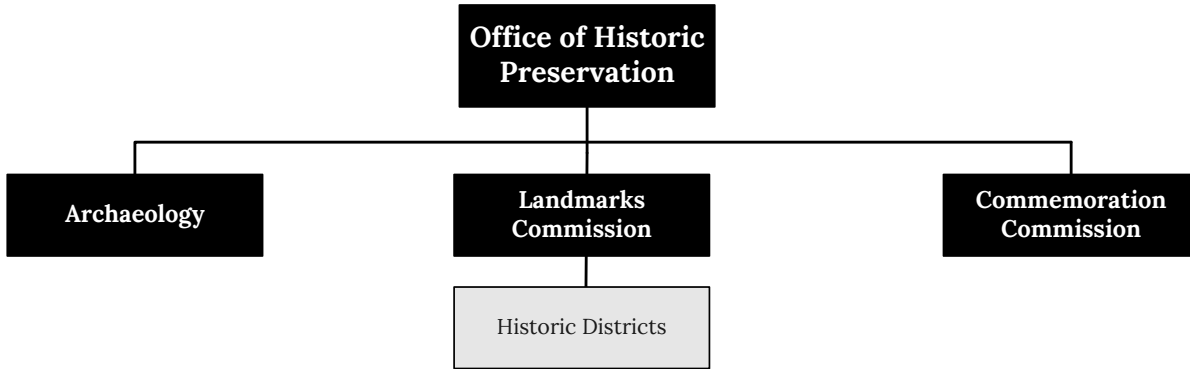 Office of Historic
Preservation
Archaeology
Landmarks
Commission
Commemoration
Commission
Historic Districts